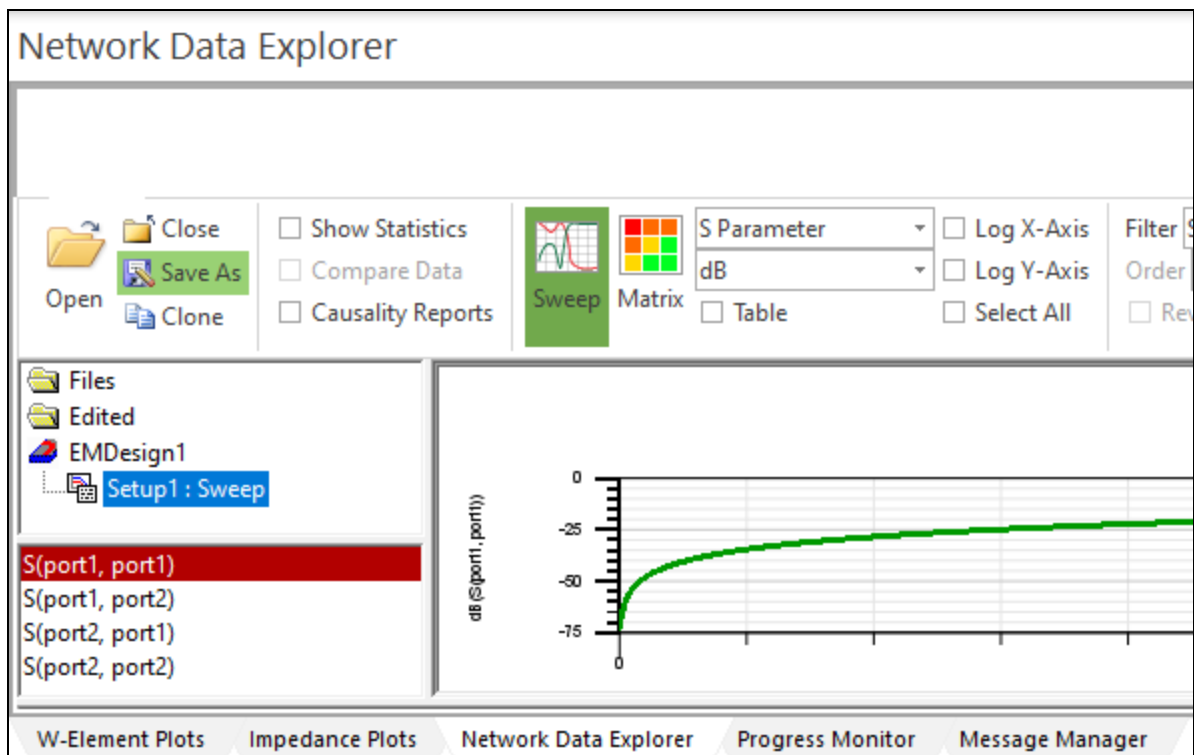 Network Data Explorer
Open
Close
Save As
Clone
Show Statistics
Compare Data
Causality Reports
Sweep
Matrix
S Parameter
dB
Table
Log X-Axis
Log Y-Axis
Select All
Filter S
Order
Rev
Files
Edited
EMDesign1
Setup1 : Sweep
S(port1, port1)
S(port1, port2)
S(port2, port1)
S(port2, port2)
dB(S(port1,port1))
0
-25
-50
-75
0
W-Element Plots
Impedance Plots
Network Data Explorer
Progress Monitor
Message Manager